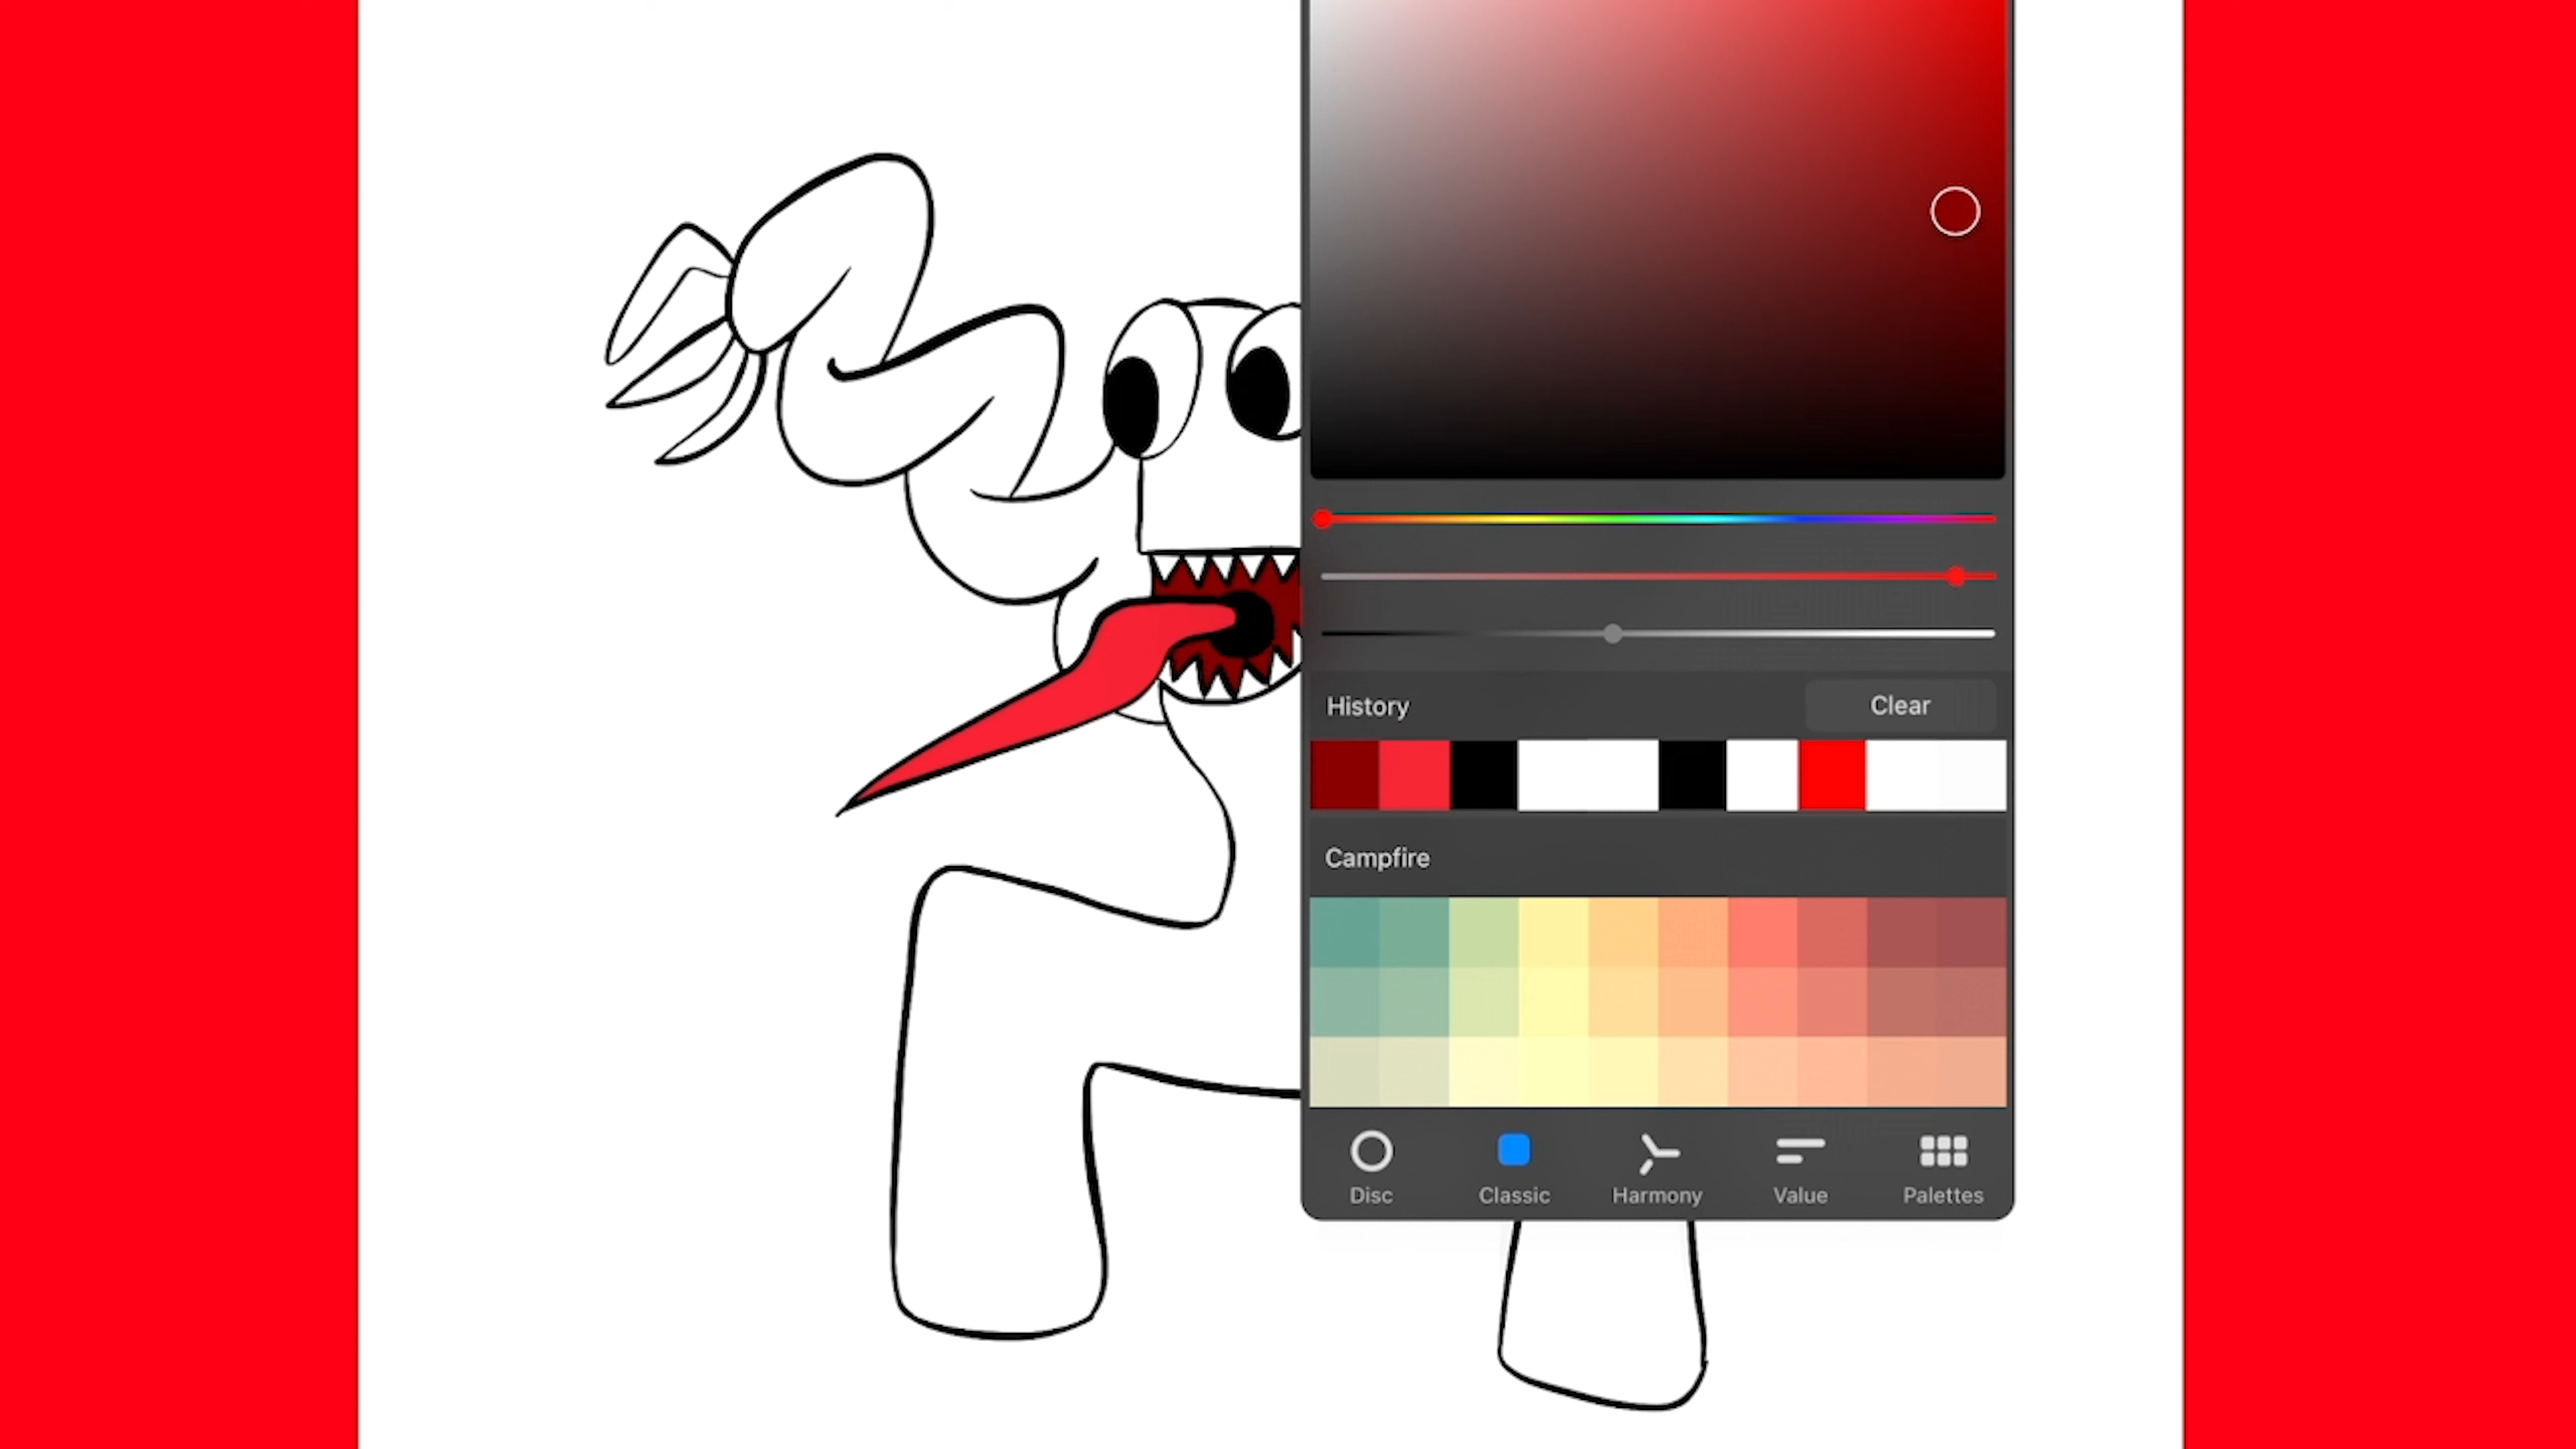 History
Clear
Campfire
Disc
Classic
Harmony
Value
Palettes